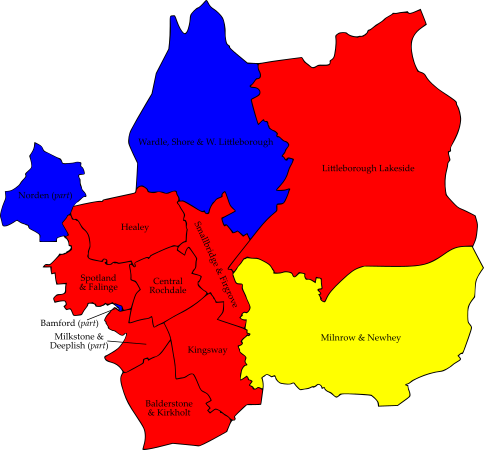 Wardle, Shore & W. Littleborough
Littleborough Lakeside
Norden (part)
Healey
Smallbridge & Firgrove
Spotland
& Falinge
Central
Rochdale
Bamford (part)
Milkstone &
Deeplish (part)
Kingsway
Milnrow & Newhey
Balderstone
& Kirkholt